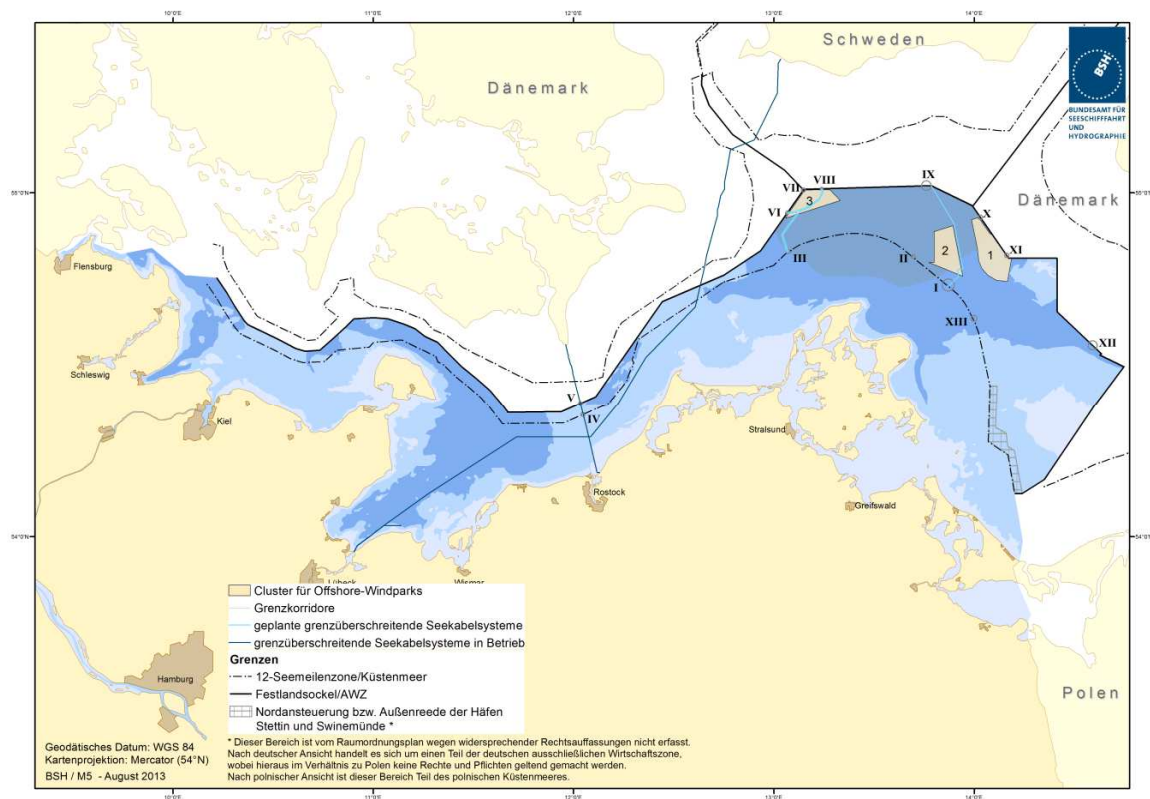 10°0'E 11°0'E 12°0'E 13°0'E 14°0'E
Schweden
Dänemark
BSH
BUNDESAMT FÜR
SEESCHIFFFAHRT
UND
HYDROGRAPHIE
55°0'N 55°0'N
VII VIII IX
3
VI
X
Dänemark
XI
III
II
2
1
I
XIII
XII
Flensburg
Schleswig
Kiel
V
IV
Stralsund
Rostock
Greifswald
54°0'N 54°0'N
Lübeck
Wismar
Hamburg
Polen
Cluster für Offshore-Windparks
Grenzkorridore
geplante grenzüberschreitende Seekabelsysteme
grenzüberschreitende Seekabelsysteme in Betrieb
Grenzen
12-Seemeilenzone/Küstenmeer
Festlandsockel/AWZ
Nordansteuerung bzw. Außenreede der Häfen
Stettin und Swinemünde *
* Dieser Bereich ist vom Raumordnungsplan wegen widersprechender Rechtsauffassungen nicht erfasst.
Nach deutscher Ansicht handelt es sich um einen Teil der deutschen ausschließlichen Wirtschaftszone,
wobei hieraus im Verhältnis zu Polen keine Rechte und Pflichten geltend gemacht werden.
Nach polnischer Ansicht ist dieser Bereich Teil des polnischen Küstenmeeres.
Geodätisches Datum: WGS 84
Kartenprojektion: Mercator (54°N)
BSH / M5 - August 2013
10°0'E 11°0'E 12°0'E 13°0'E 14°0'E